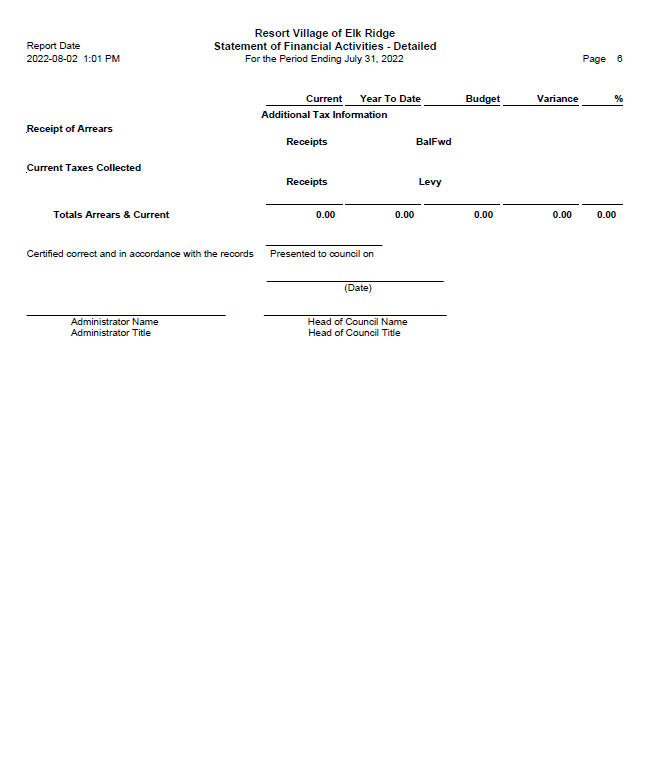 Resort Village of Elk Ridge
Report Date Statement of Financial Activities - Detailed
2022-08-02 1:01 PM For the Period Ending July 31, 2022 Page 6
Current Year To Date Budget Variance %
Additional Tax Information
Receipt of Arrears
Receipts BalFwd
Current Taxes Collected
Receipts Levy
Totals Arrears & Current 0.00 0.00 0.00 0.00 0.00
Certified correct and in accordance with the records Presented to council on
(Date)
Administrator Name Head of Council Name
Administrator Title Head of Council Title